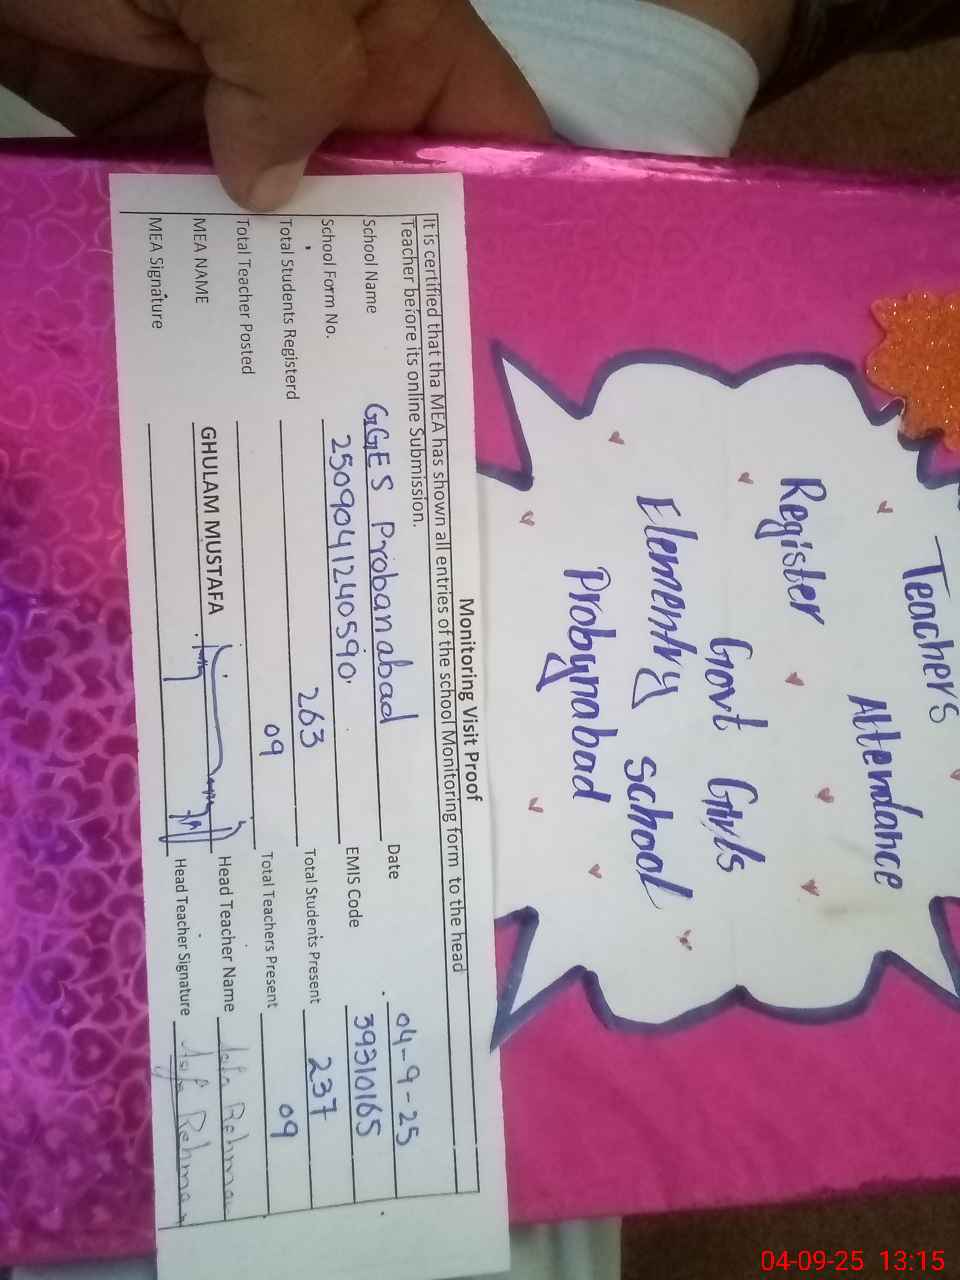 Teachers Attendance
Register
Govt Girls
Elementry School
Probynabad
Monitoring Visit Proof
It is certified that tha MEA has shown all entries of the school Monitoring form to the head
Teacher before its online Submission.
School Name GGES Probanabad Date 04-9-25
School Form No. 2509041240590 EMIS Code 39310165
Total Students Registerd 263 Total Students Present 237
Total Teacher Posted 09 Total Teachers Present 09
MEA NAME GHULAM MUSTAFA Head Teacher Name Rehman
MEA Signature Head Teacher Signature Rehman
04-09-25 13:15